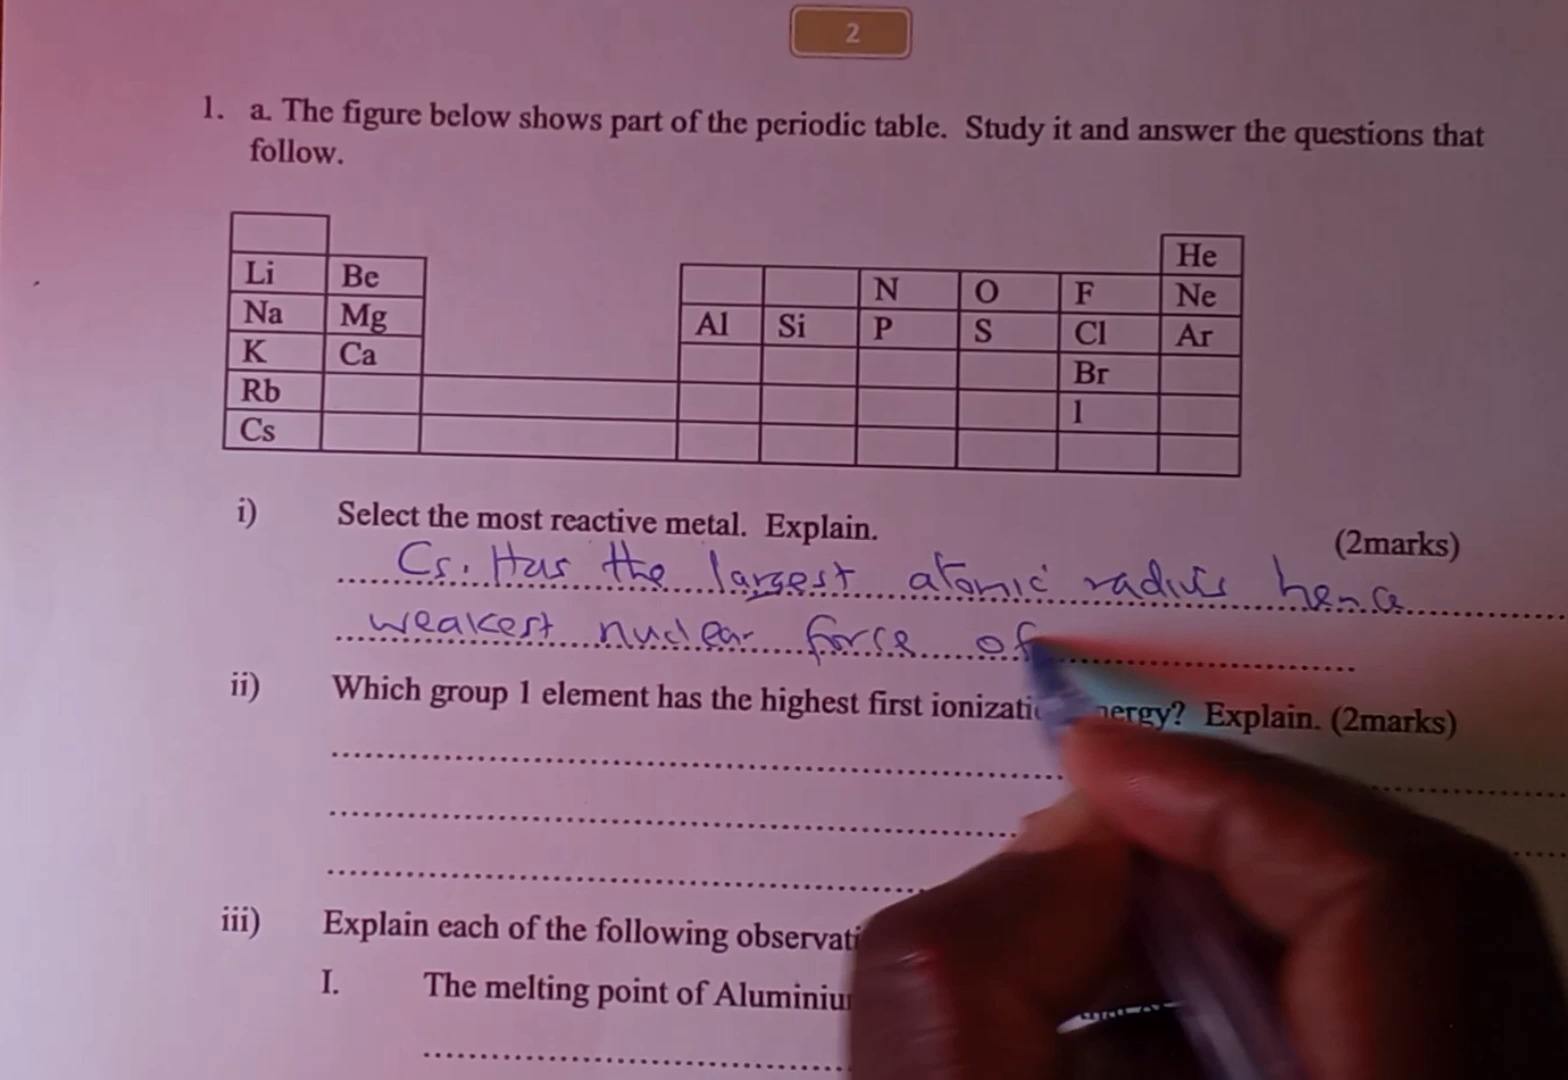 2
1. a. The figure below shows part of the periodic table. Study it and answer the questions that
follow.
He
Li Be N O F Ne
Na Mg Al Si P S Cl Ar
K Ca Br
Rb I
Cs
i) Select the most reactive metal. Explain. (2marks)
Cs. Has the largest atomic radius hence
weakest nuclear force of
ii) Which group 1 element has the highest first ionizati nergy? Explain. (2marks)
iii) Explain each of the following observati
I. The melting point of Aluminiu